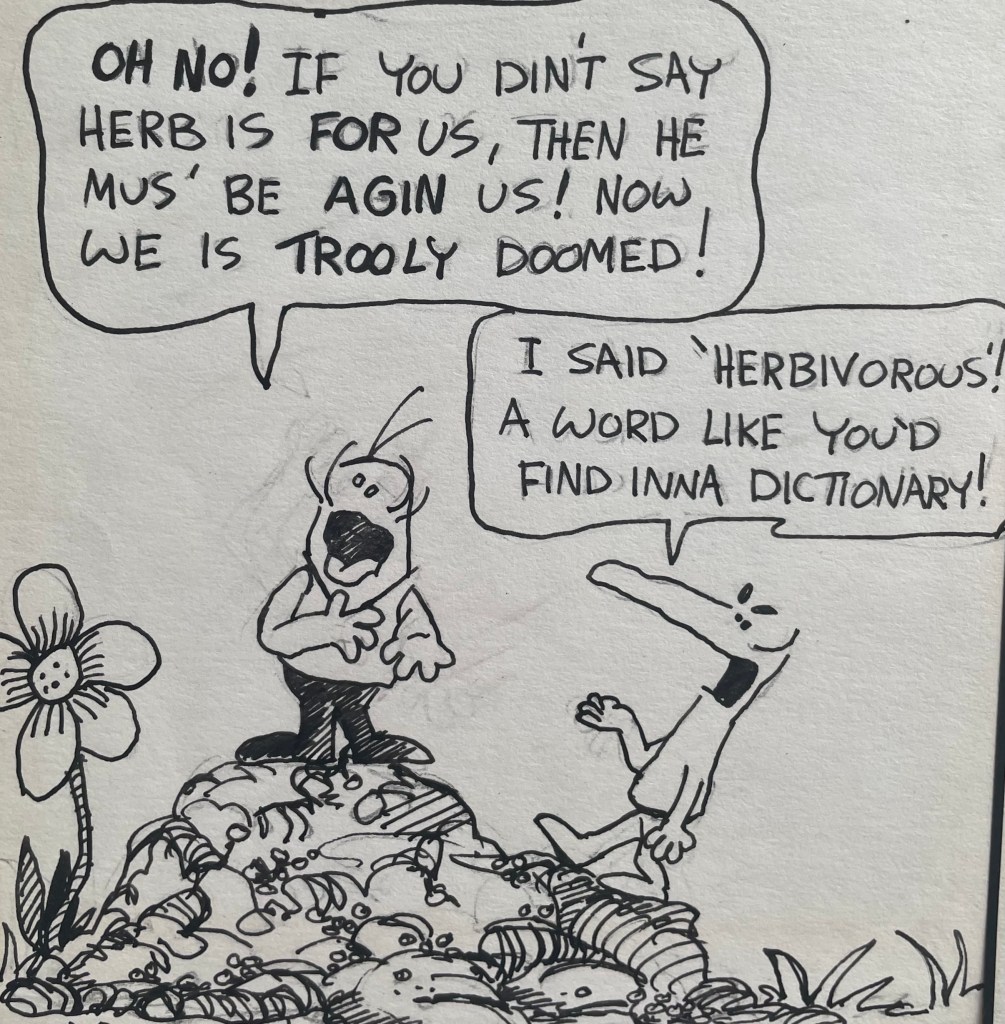 OH NO! IF YOU DIN'T SAY
HERB IS FOR US, THEN HE
MUS' BE AGIN US! NOW
WE IS TROOLY DOOMED!
I SAID 'HERBIVOROUS'!
A WORD LIKE YOU'D
FIND INNA DICTIONARY!